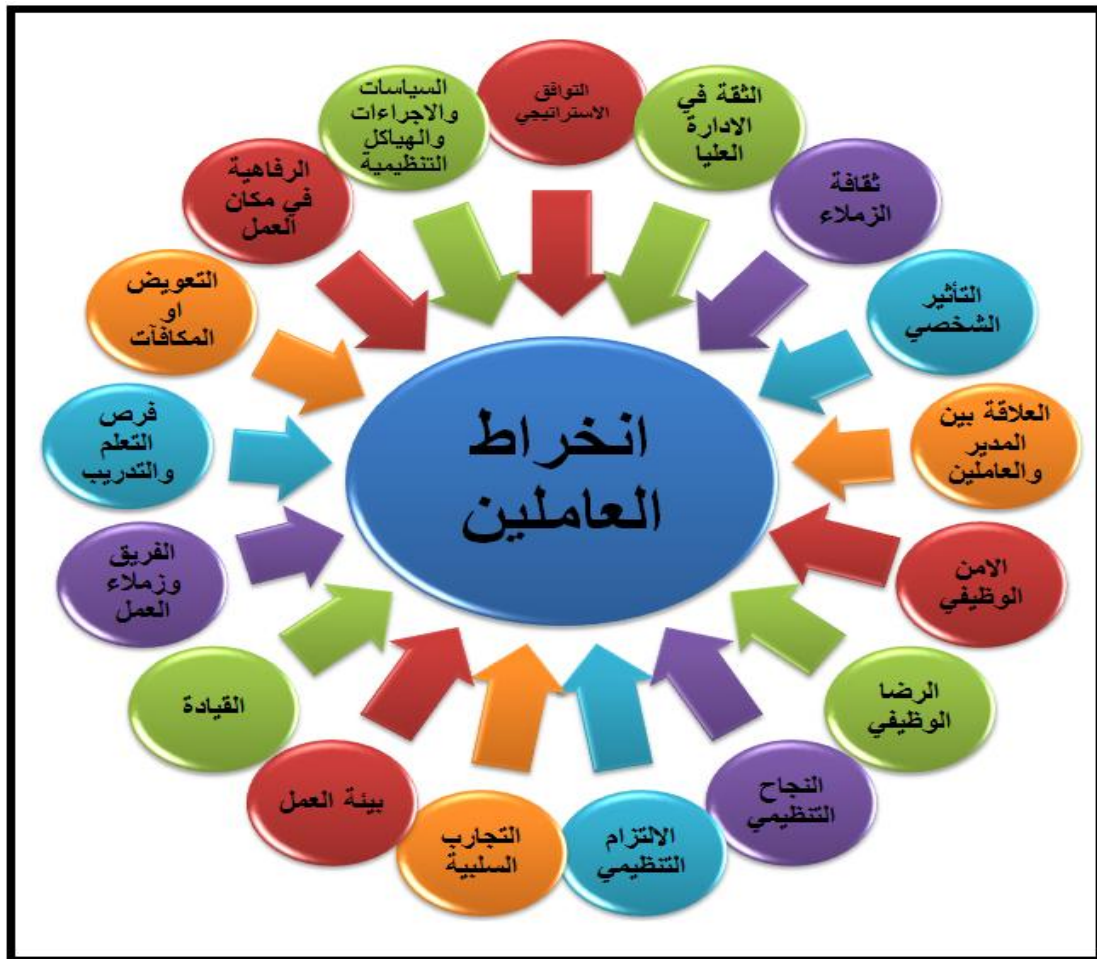 انخراط
العاملين
التوافق
الاستراتيجي
الثقة في
الادارة
العليا
ثقافة
الزملاء
التأثير
الشخصي
العلاقة بين
المدير
والعاملين
الامن
الوظيفي
الرضا
الوظيفي
النجاح
التنظيمي
الالتزام
التنظيمي
التجارب
السلبية
بيئة العمل
القيادة
الفريق
وزملاء
العمل
فرص
التعلم
والتدريب
التعويض
او
المكافآت
الرفاهية
في مكان
العمل
السياسات
والاجراءات
والهياكل
التنظيمية